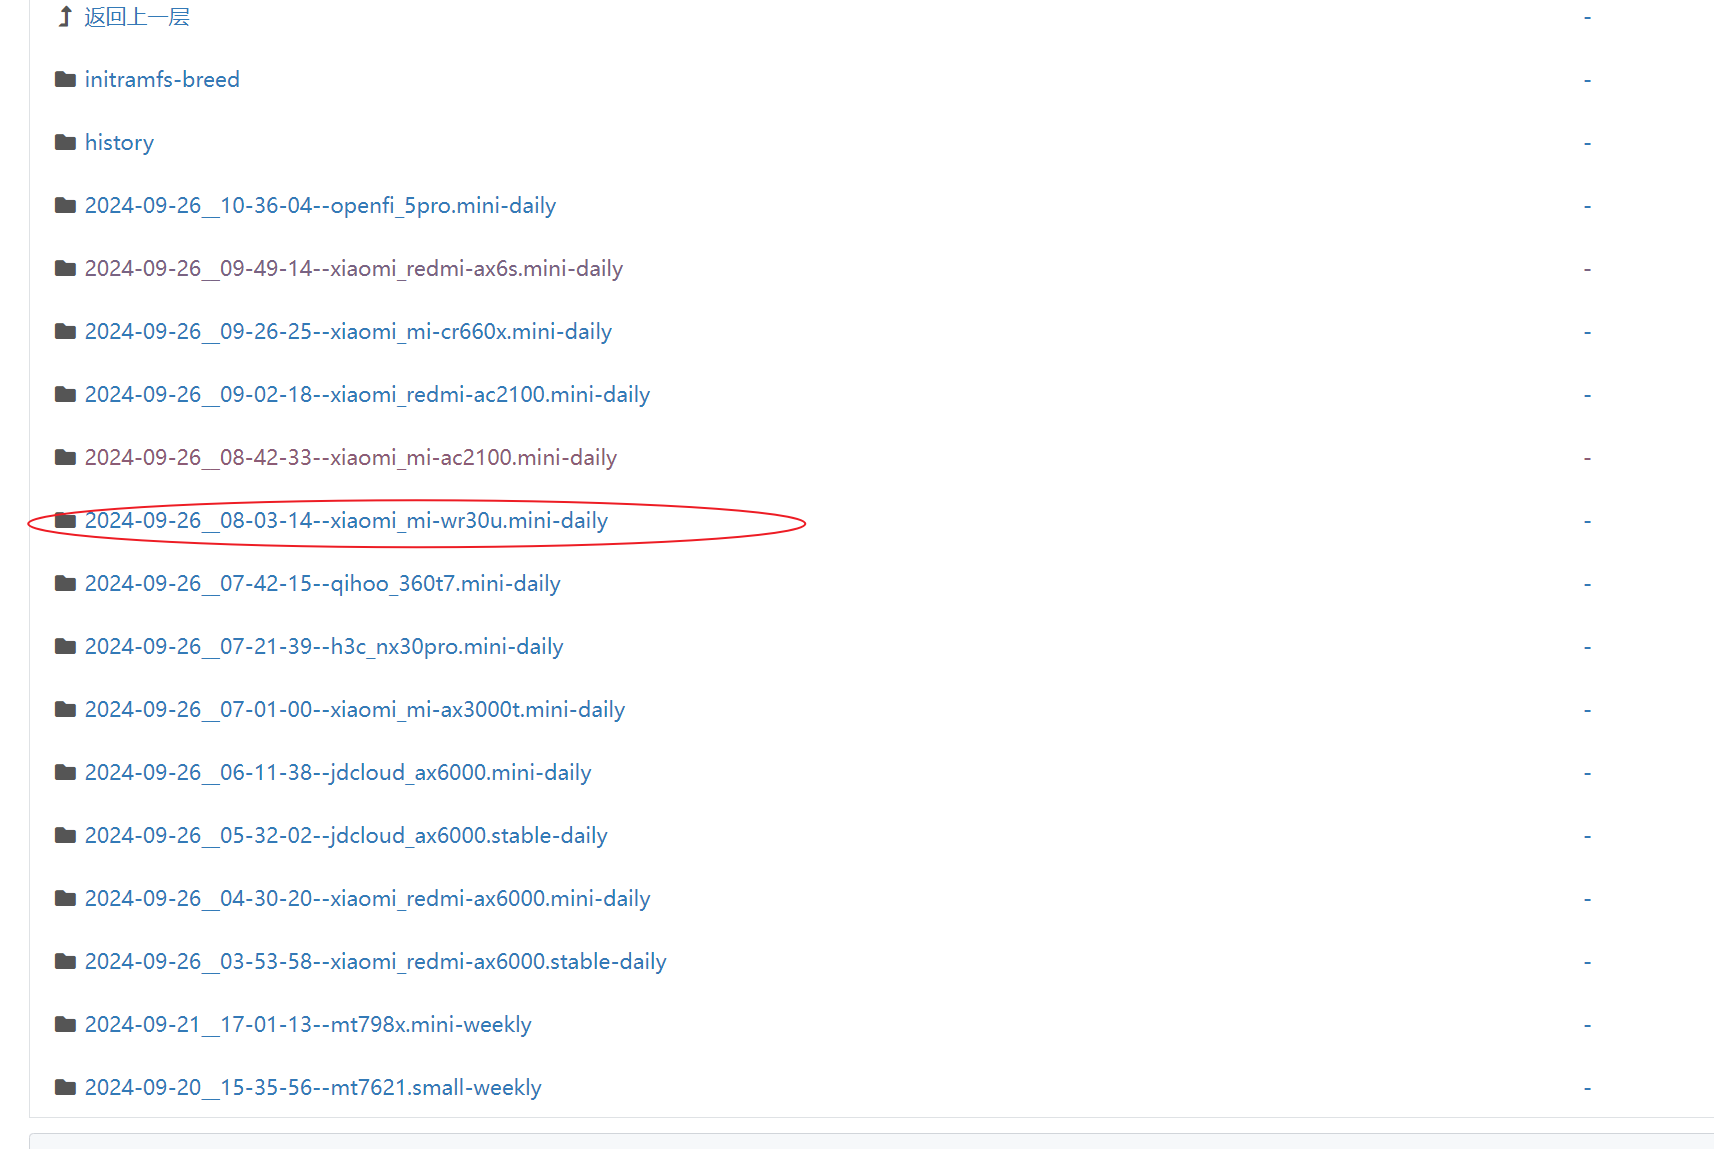 返回上一层 -
initramfs-breed -
history -
2024-09-26__10-36-04--openfi_5pro.mini-daily -
2024-09-26__09-49-14--xiaomi_redmi-ax6s.mini-daily -
2024-09-26__09-26-25--xiaomi_mi-cr660x.mini-daily -
2024-09-26__09-02-18--xiaomi_redmi-ac2100.mini-daily -
2024-09-26__08-42-33--xiaomi_mi-ac2100.mini-daily -
2024-09-26__08-03-14--xiaomi_mi-wr30u.mini-daily -
2024-09-26__07-42-15--qihoo_360t7.mini-daily -
2024-09-26__07-21-39--h3c_nx30pro.mini-daily -
2024-09-26__07-01-00--xiaomi_mi-ax3000t.mini-daily -
2024-09-26__06-11-38--jdcloud_ax6000.mini-daily -
2024-09-26__05-32-02--jdcloud_ax6000.stable-daily -
2024-09-26__04-30-20--xiaomi_redmi-ax6000.mini-daily -
2024-09-26__03-53-58--xiaomi_redmi-ax6000.stable-daily -
2024-09-21__17-01-13--mt798x.mini-weekly -
2024-09-20__15-35-56--mt7621.small-weekly -